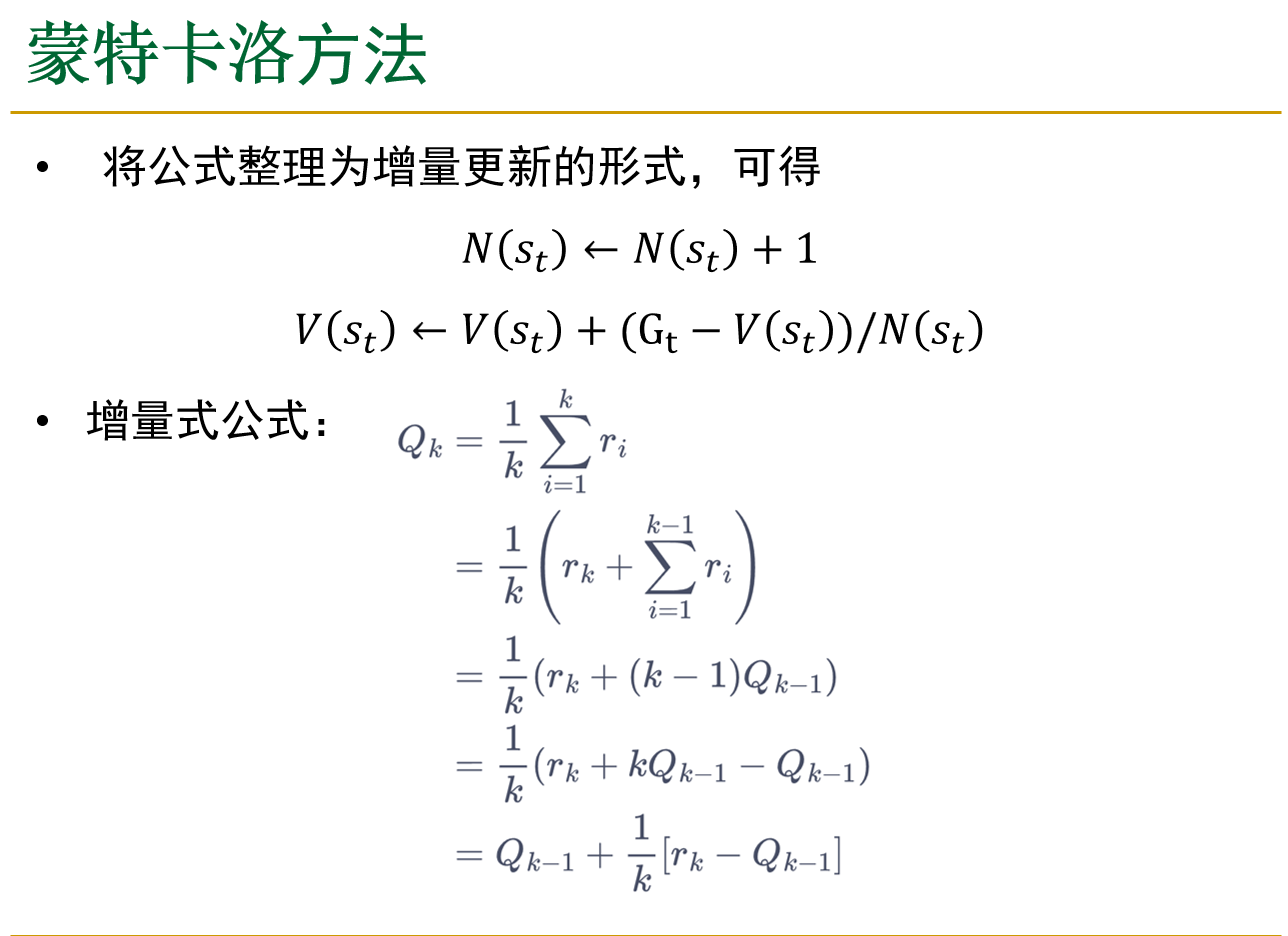 蒙特卡洛方法
• 将公式整理为增量更新的形式，可得
N(s_t) ← N(s_t) + 1
V(s_t) ← V(s_t) + (G_t − V(s_t))/N(s_t)
• 增量式公式：
Q_k = \frac{1}{k} \sum_{i=1}^{k} r_i
= \frac{1}{k} \left( r_k + \sum_{i=1}^{k-1} r_i \right)
= \frac{1}{k} (r_k + (k − 1)Q_{k−1})
= \frac{1}{k} (r_k + kQ_{k−1} − Q_{k−1})
= Q_{k−1} + \frac{1}{k} [r_k − Q_{k−1}]